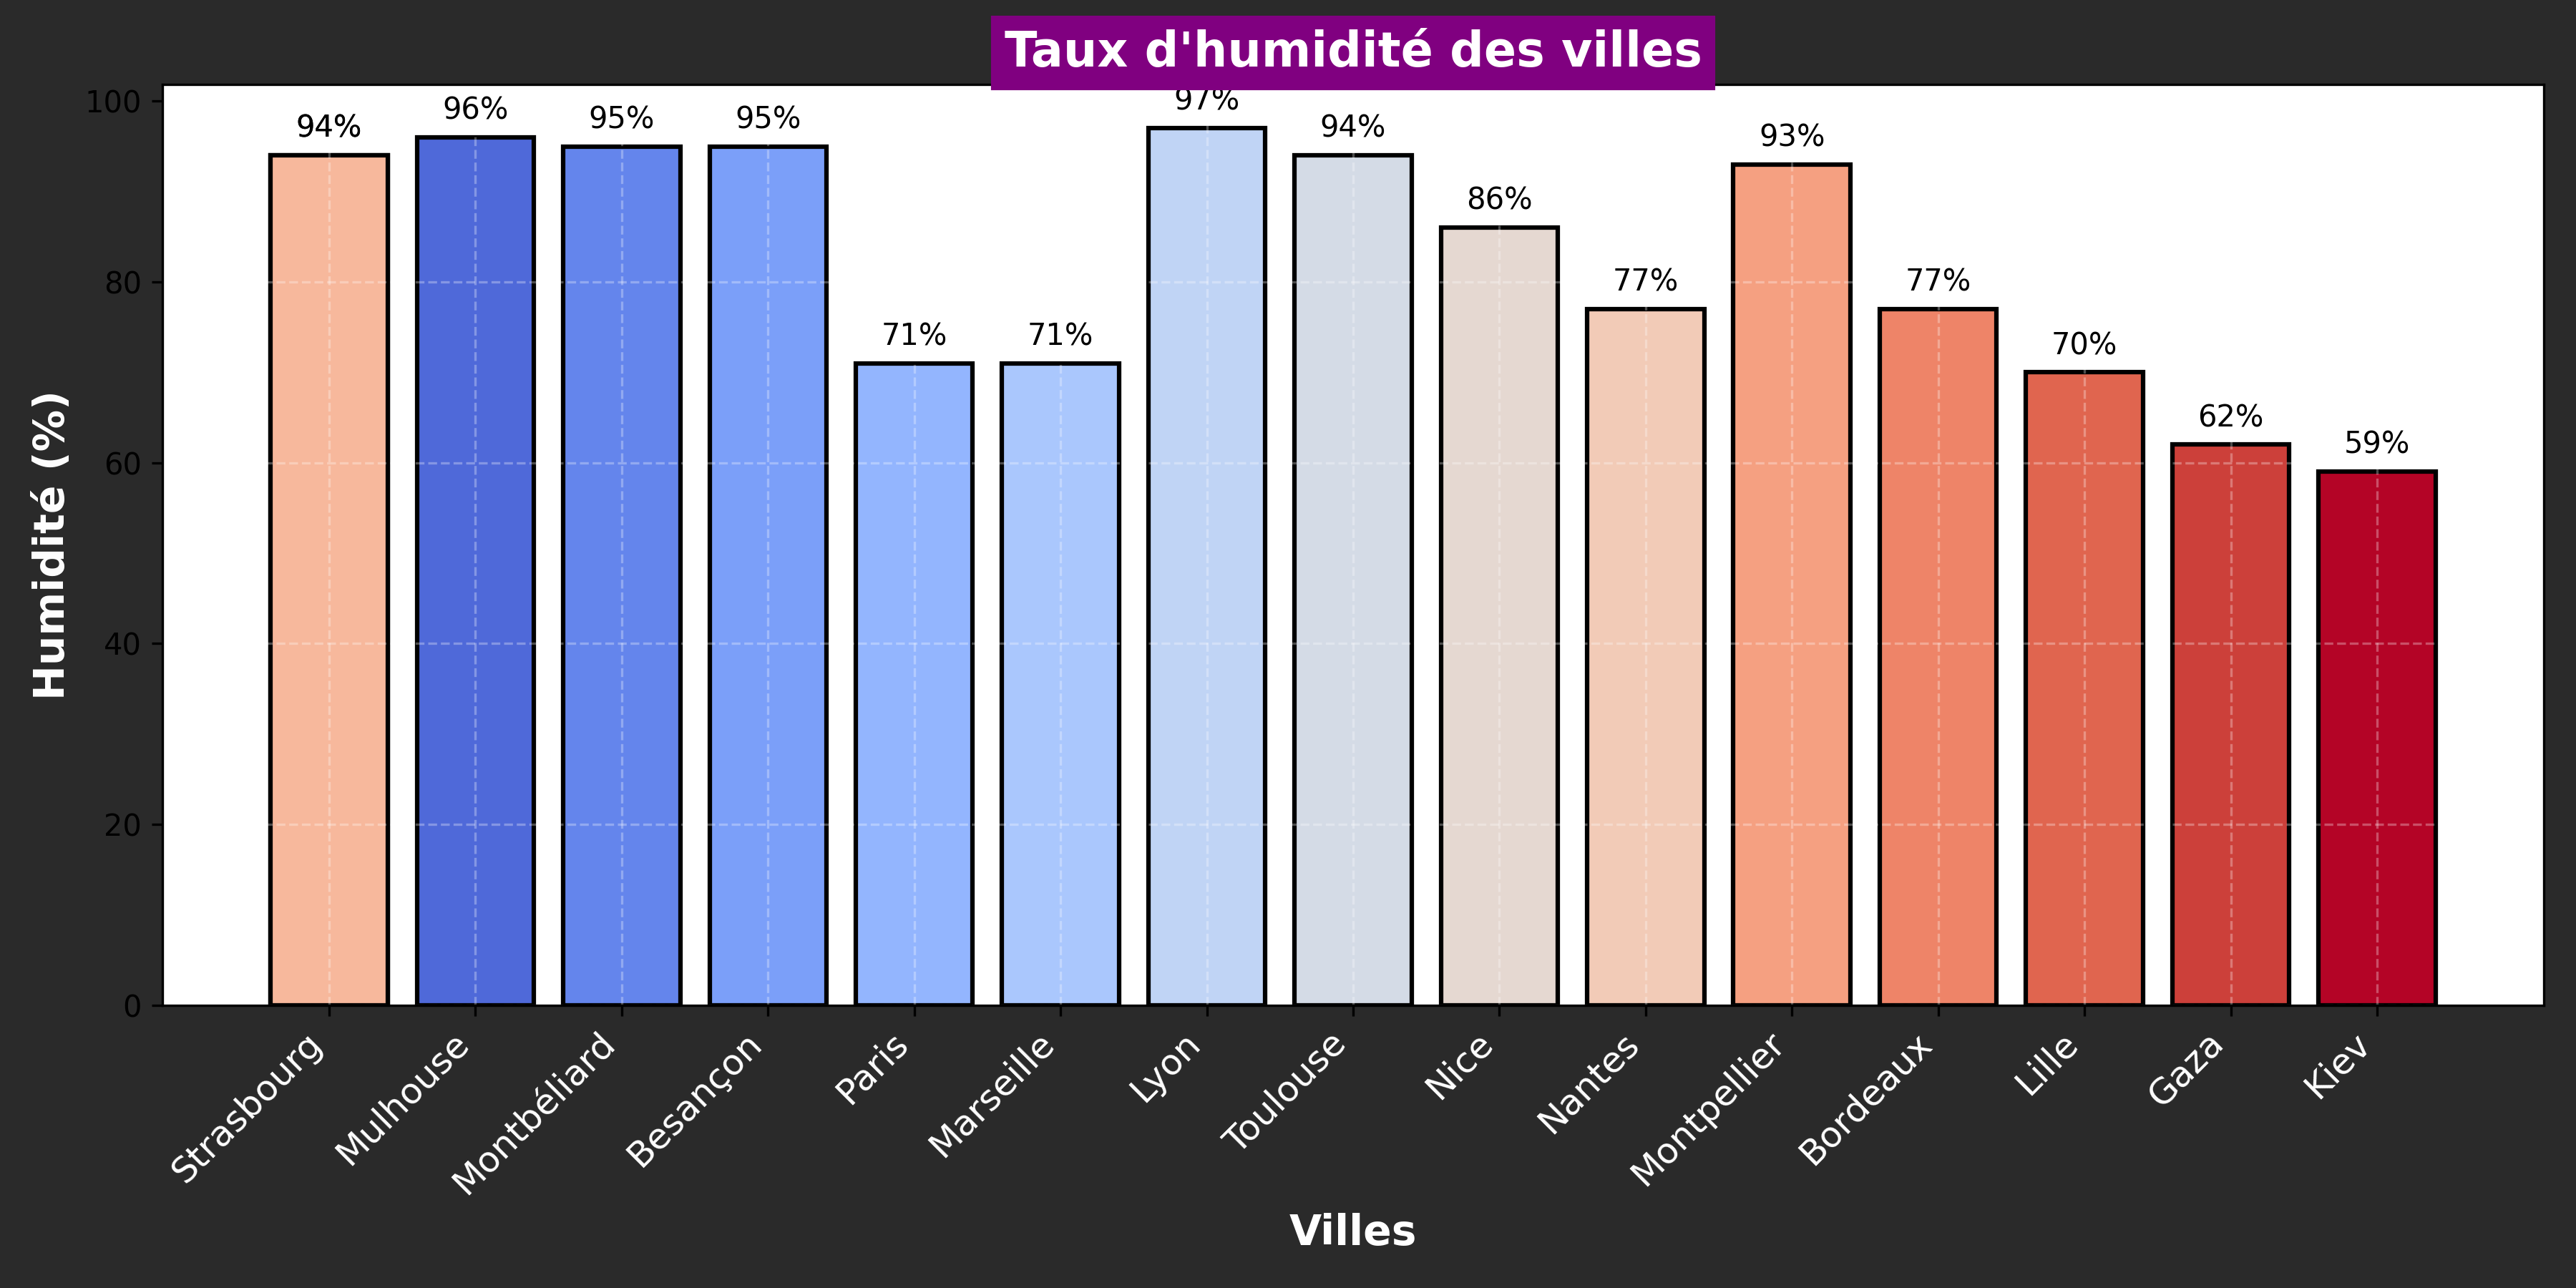 Taux d'humidité des villes
Humidité (%)
100
80
60
40
20
0
94%
96%
95%
95%
71%
71%
97%
94%
86%
77%
93%
77%
70%
62%
59%
Strasbourg
Mulhouse
Montbéliard
Besançon
Paris
Marseille
Lyon
Toulouse
Nice
Nantes
Montpellier
Bordeaux
Lille
Gaza
Kiev
Villes